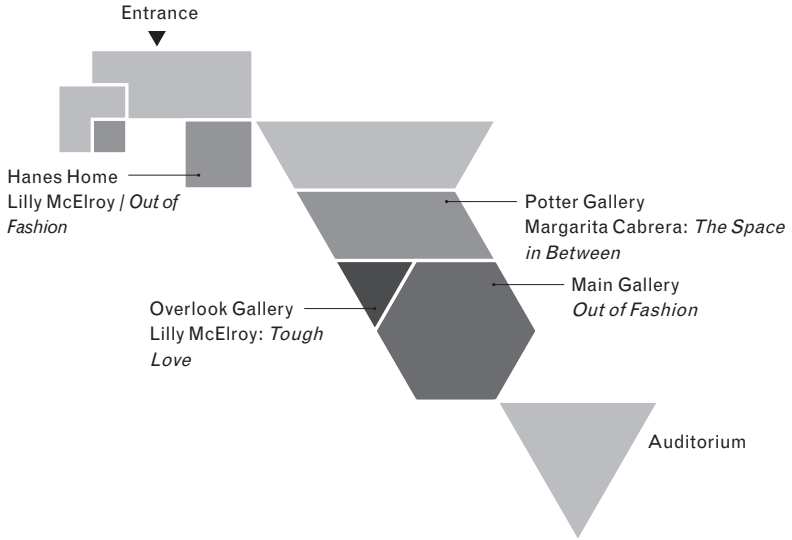 Entrance
Hanes Home
Lilly McElroy / Out of
Fashion
Potter Gallery
Margarita Cabrera: The Space
in Between
Main Gallery
Out of Fashion
Overlook Gallery
Lilly McElroy: Tough
Love
Auditorium